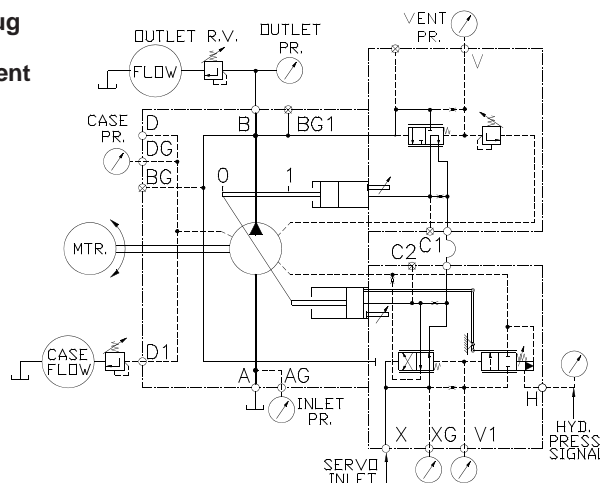 ug
ent
OUTLET R.V.
OUTLET
PR.
VENT
PR.
V
FLOW
CASE
PR.
D
B
BG1
DG
BG
0
1
MTR.
C2
C1
CASE
FLOW
D1
A
AG
INLET
PR.
H
X
XG
V1
HYD.
PRESS
SIGNAL
SERVO
INLET